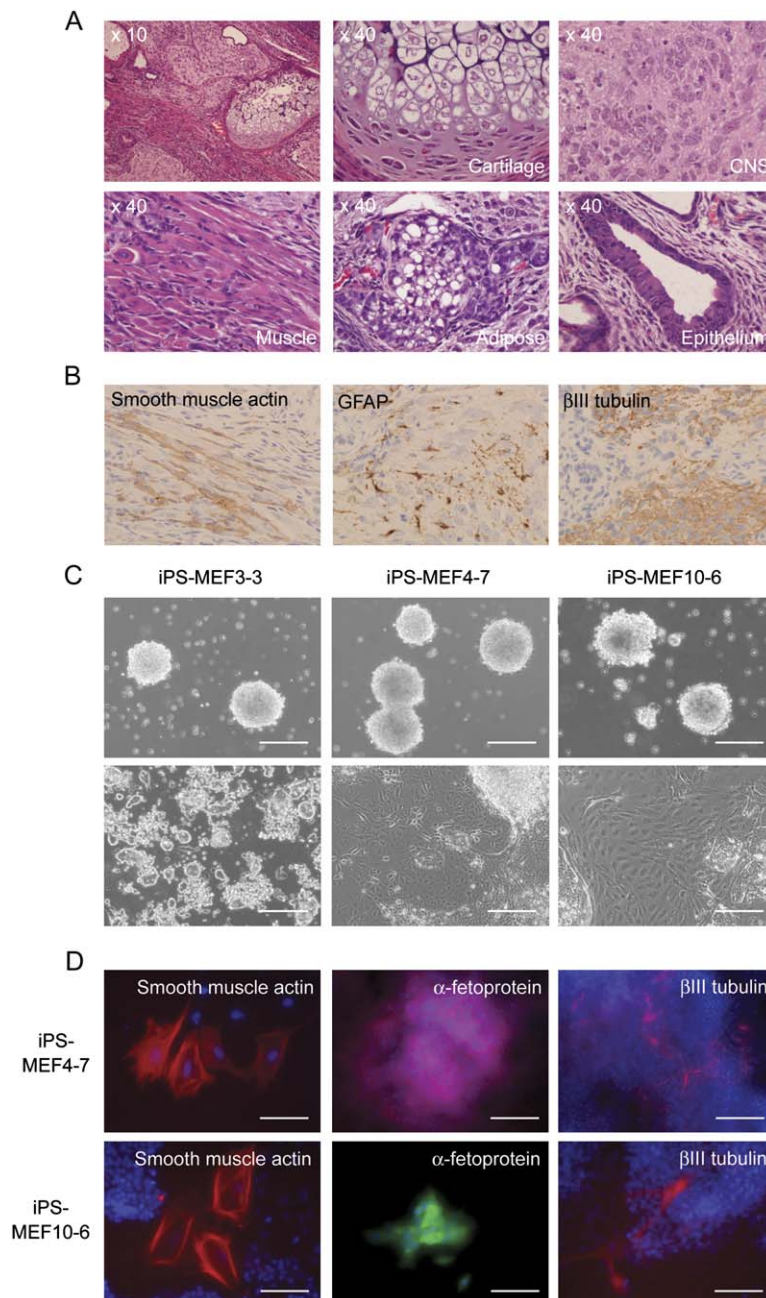 A
x 10
x 40
Cartilage
x 40
CNS
x 40
Muscle
x 40
Adipose
x 40
Epithelium
B
Smooth muscle actin
GFAP
βIII tubulin
C
iPS-MEF3-3
iPS-MEF4-7
iPS-MEF10-6
D
iPS-
MEF4-7
Smooth muscle actin
α-fetoprotein
βIII tubulin
iPS-
MEF10-6
Smooth muscle actin
α-fetoprotein
βIII tubulin